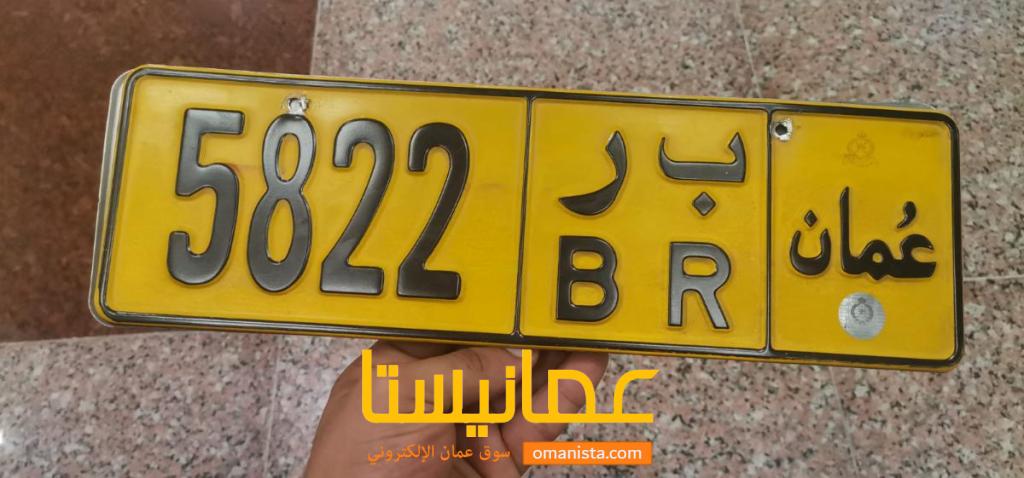 5822
ب ر
B R
عُمان
عمانيستا
سوق عمان الإلكتروني
omanista.com